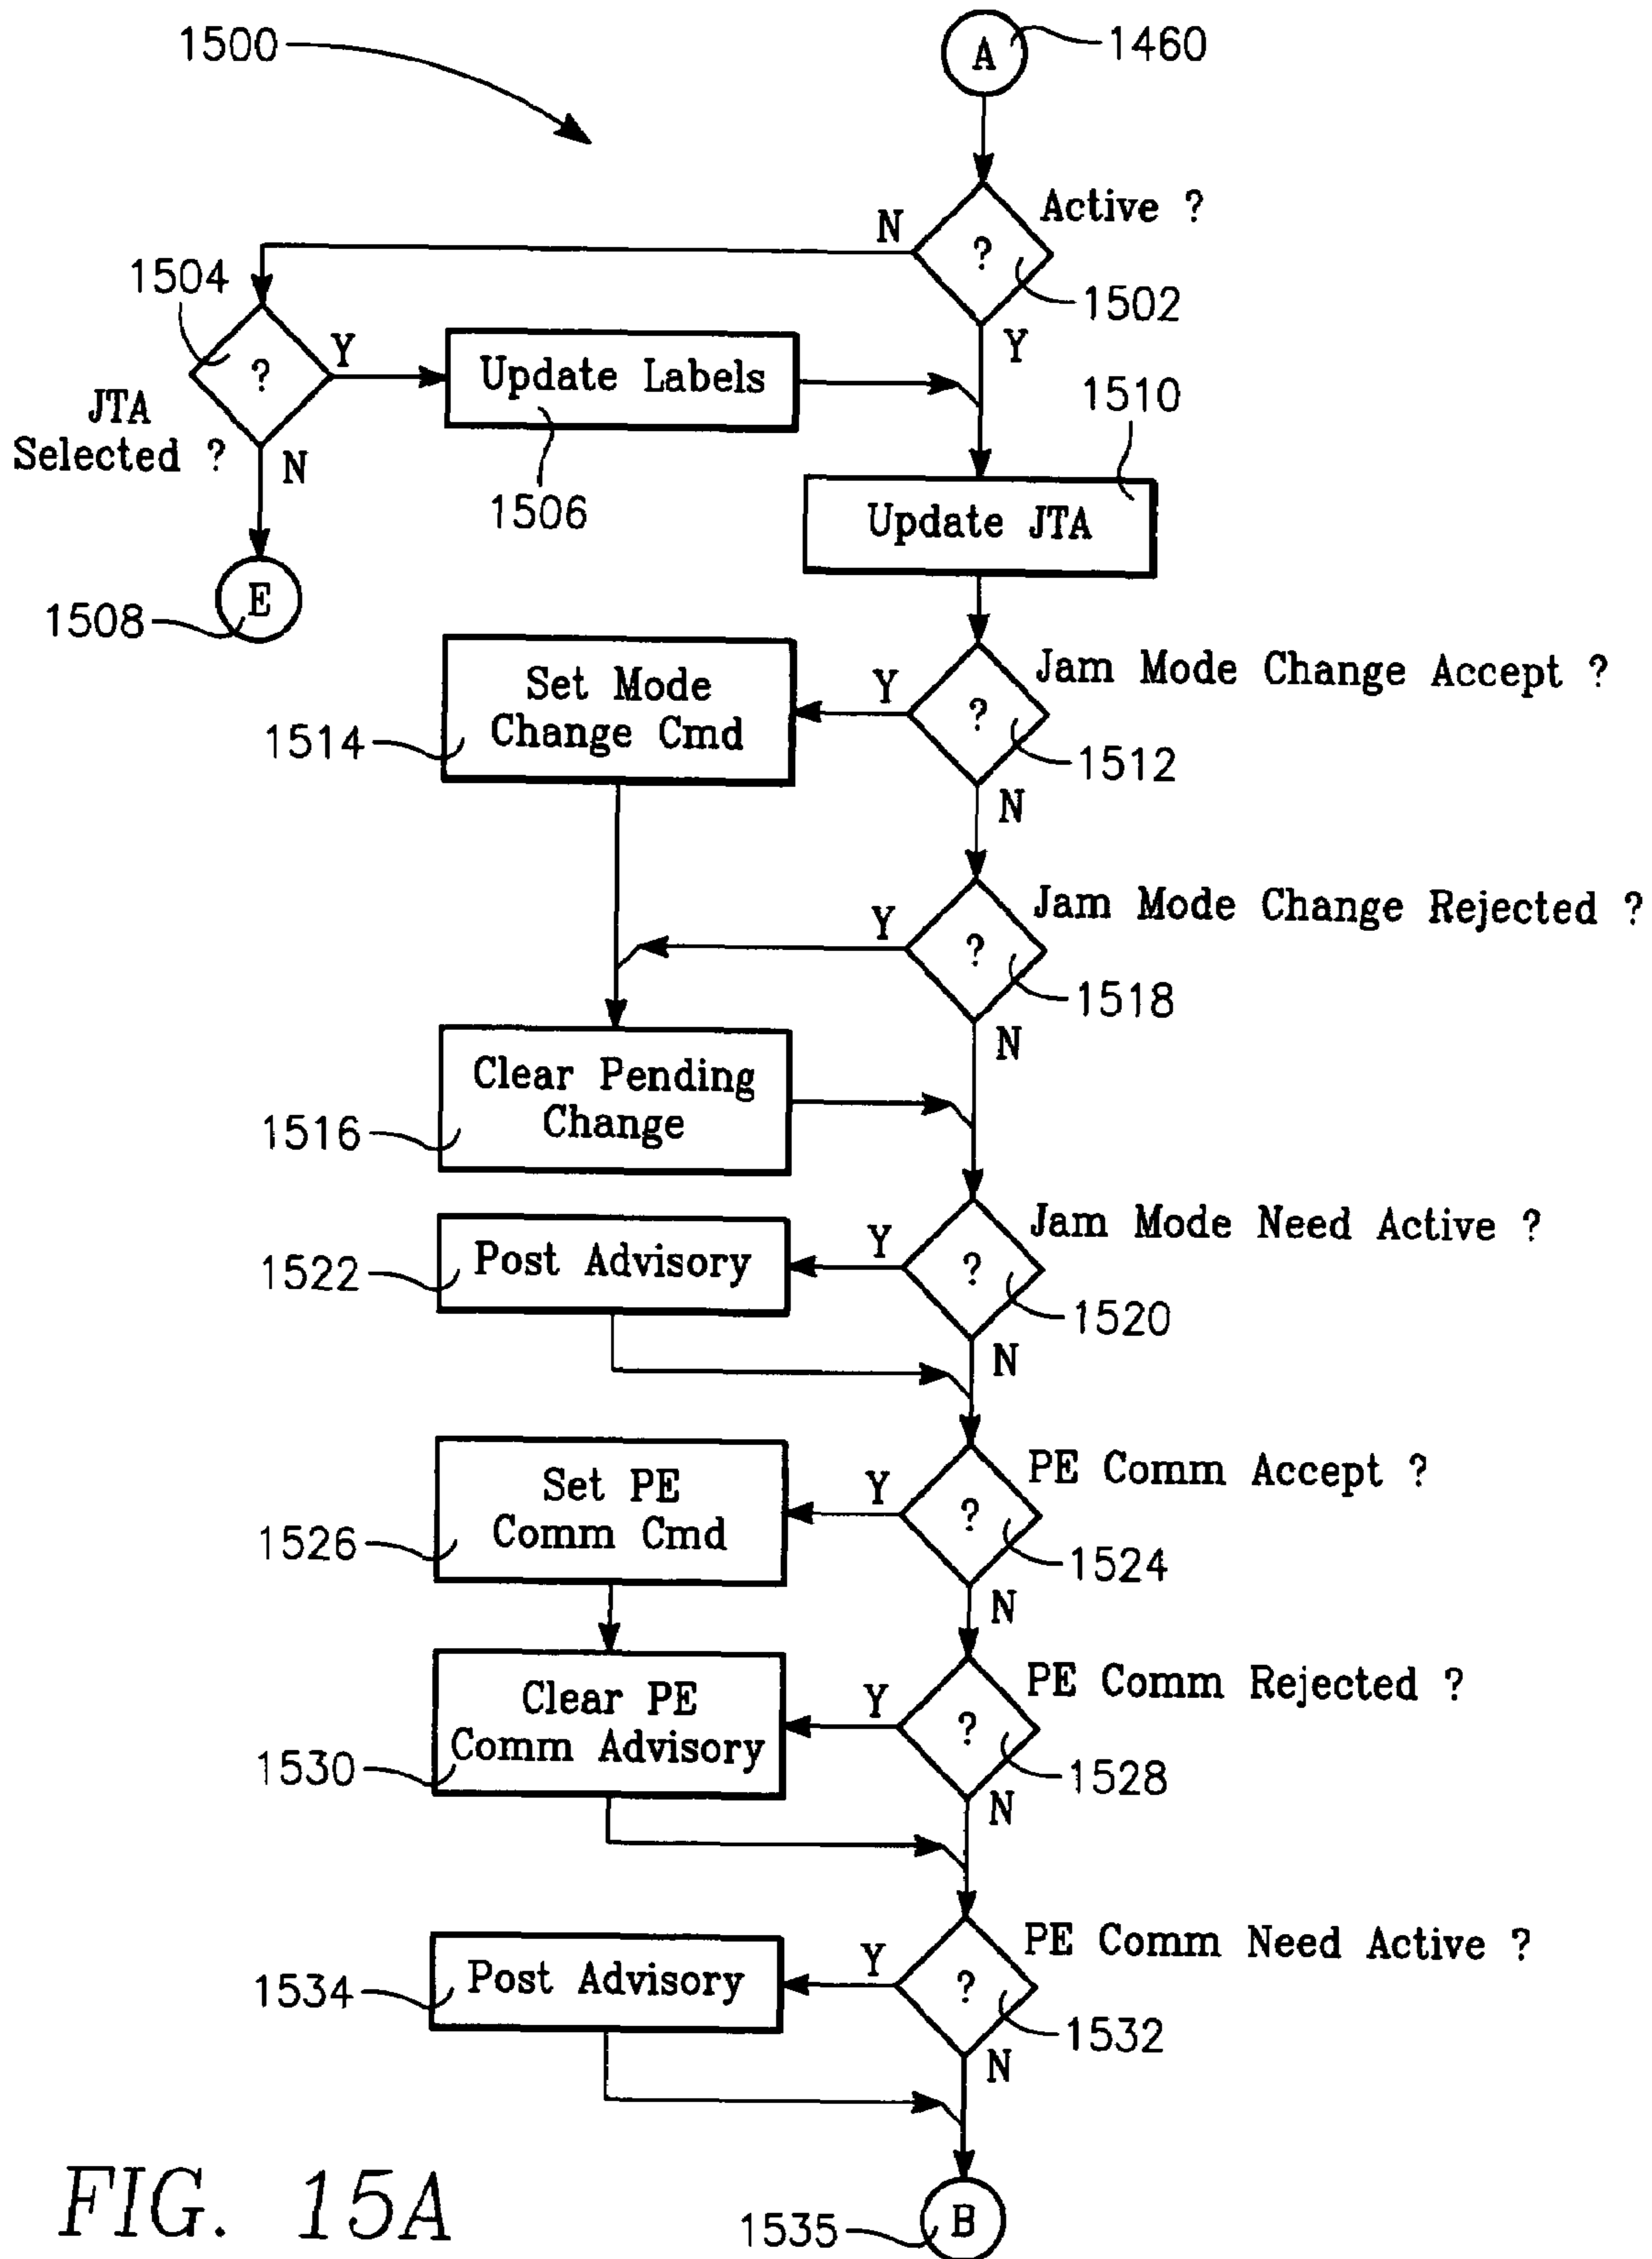 1500
A
1460
Active ?
N
?
1502
Y
1504
?
Y
JTA
Selected ?
N
Update Labels
1506
1510
Update JTA
E
1508
Jam Mode Change Accept ?
Y
?
1512
N
Set Mode
Change Cmd
1514
Jam Mode Change Rejected ?
Y
?
1518
N
Clear Pending
Change
1516
Jam Mode Need Active ?
Y
?
1520
N
Post Advisory
1522
PE Comm Accept ?
Y
?
1524
N
Set PE
Comm Cmd
1526
PE Comm Rejected ?
Y
?
1528
N
Clear PE
Comm Advisory
1530
PE Comm Need Active ?
Y
?
1532
N
Post Advisory
1534
B
1535
FIG. 15A